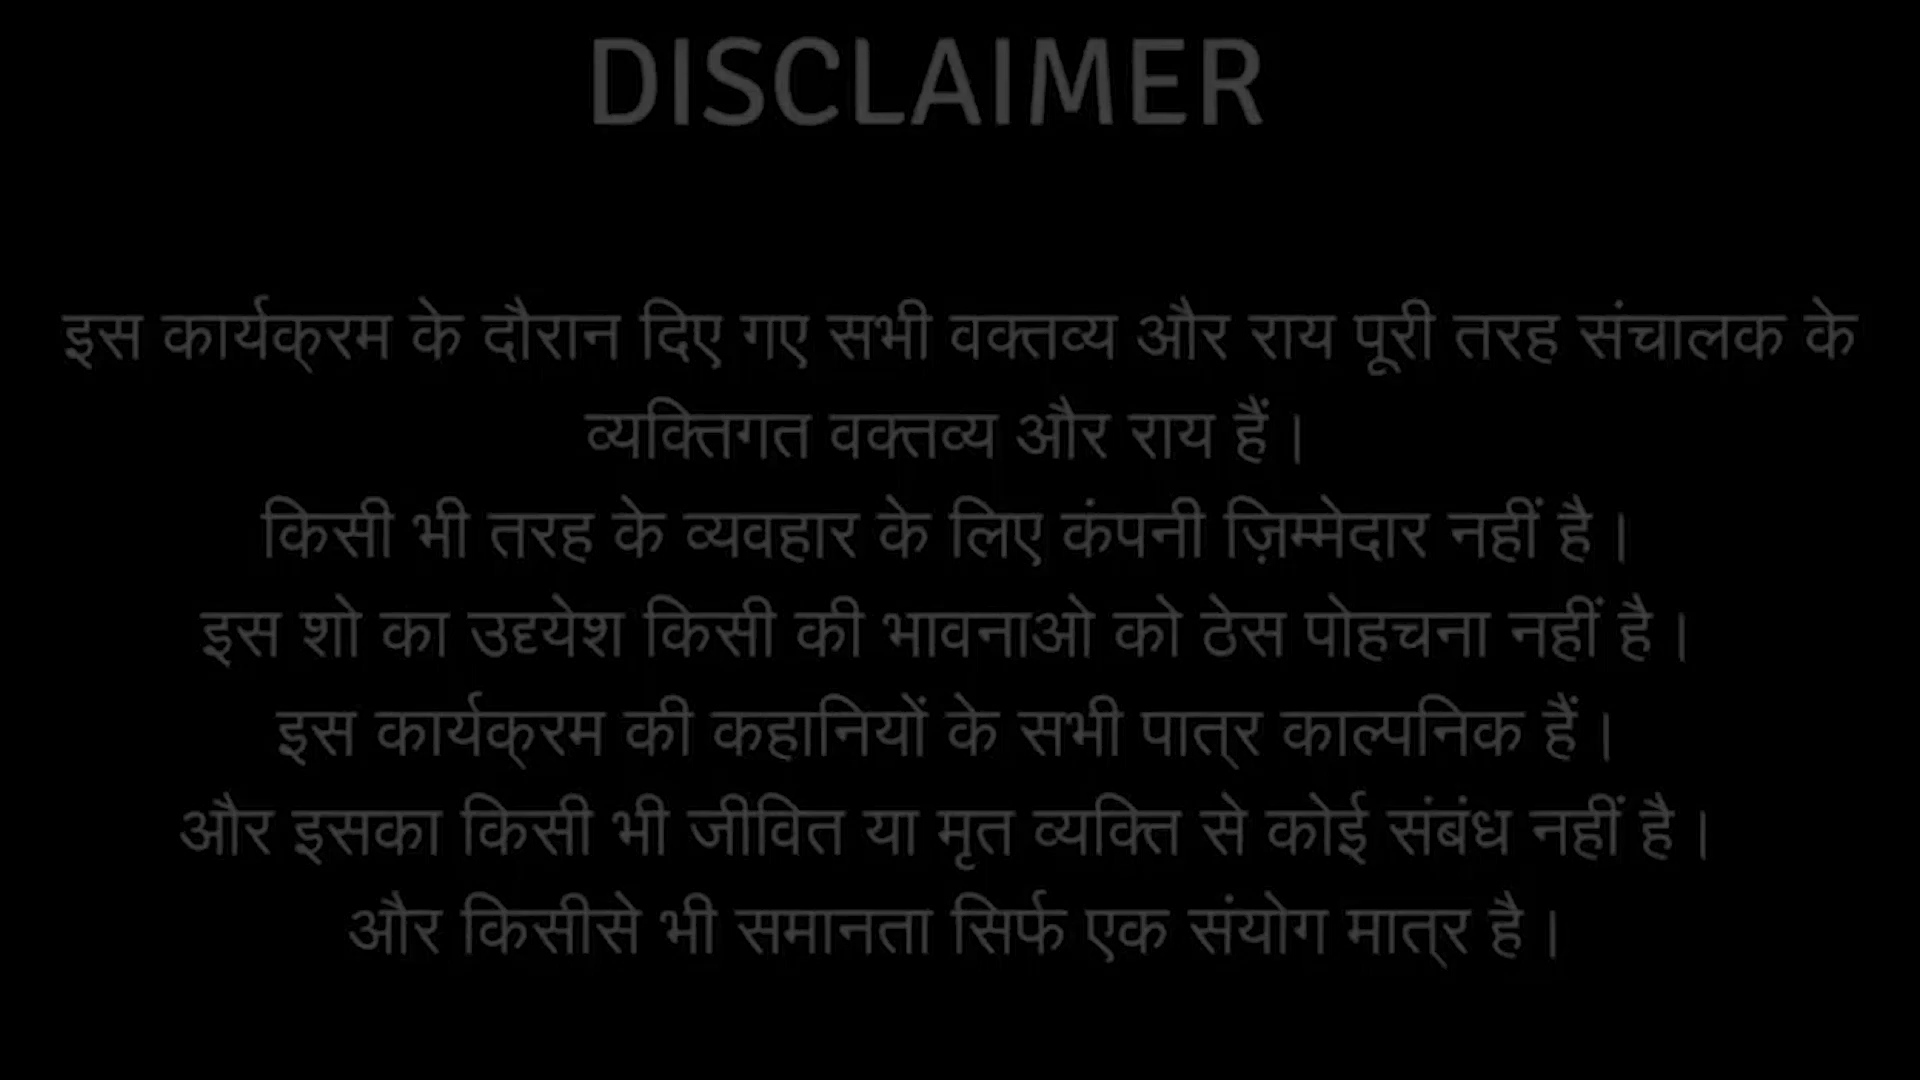 DISCLAIMER
इस कार्यक्रम के दौरान दिए गए सभी वक्तव्य और राय पूरी तरह संचालक के
व्यक्तिगत वक्तव्य और राय हैं।
किसी भी तरह के व्यवहार के लिए कंपनी ज़िम्मेदार नहीं है।
इस शो का उद्द्येश किसी की भावनाओ को ठेस पोहचना नहीं है।
इस कार्यक्रम की कहानियों के सभी पात्र काल्पनिक हैं।
और इसका किसी भी जीवित या मृत व्यक्ति से कोई संबंध नहीं है।
और किसीसे भी समानता सिर्फ एक संयोग मात्र है।